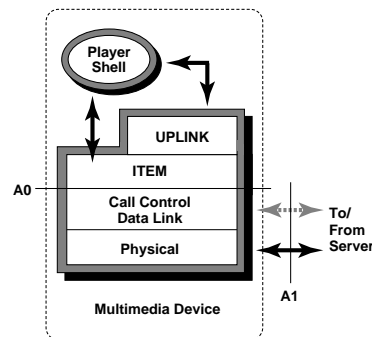 Player
Shell
UPLINK
ITEM
A0
Call Control
Data Link
To/
From
Server
Physical
A1
Multimedia Device